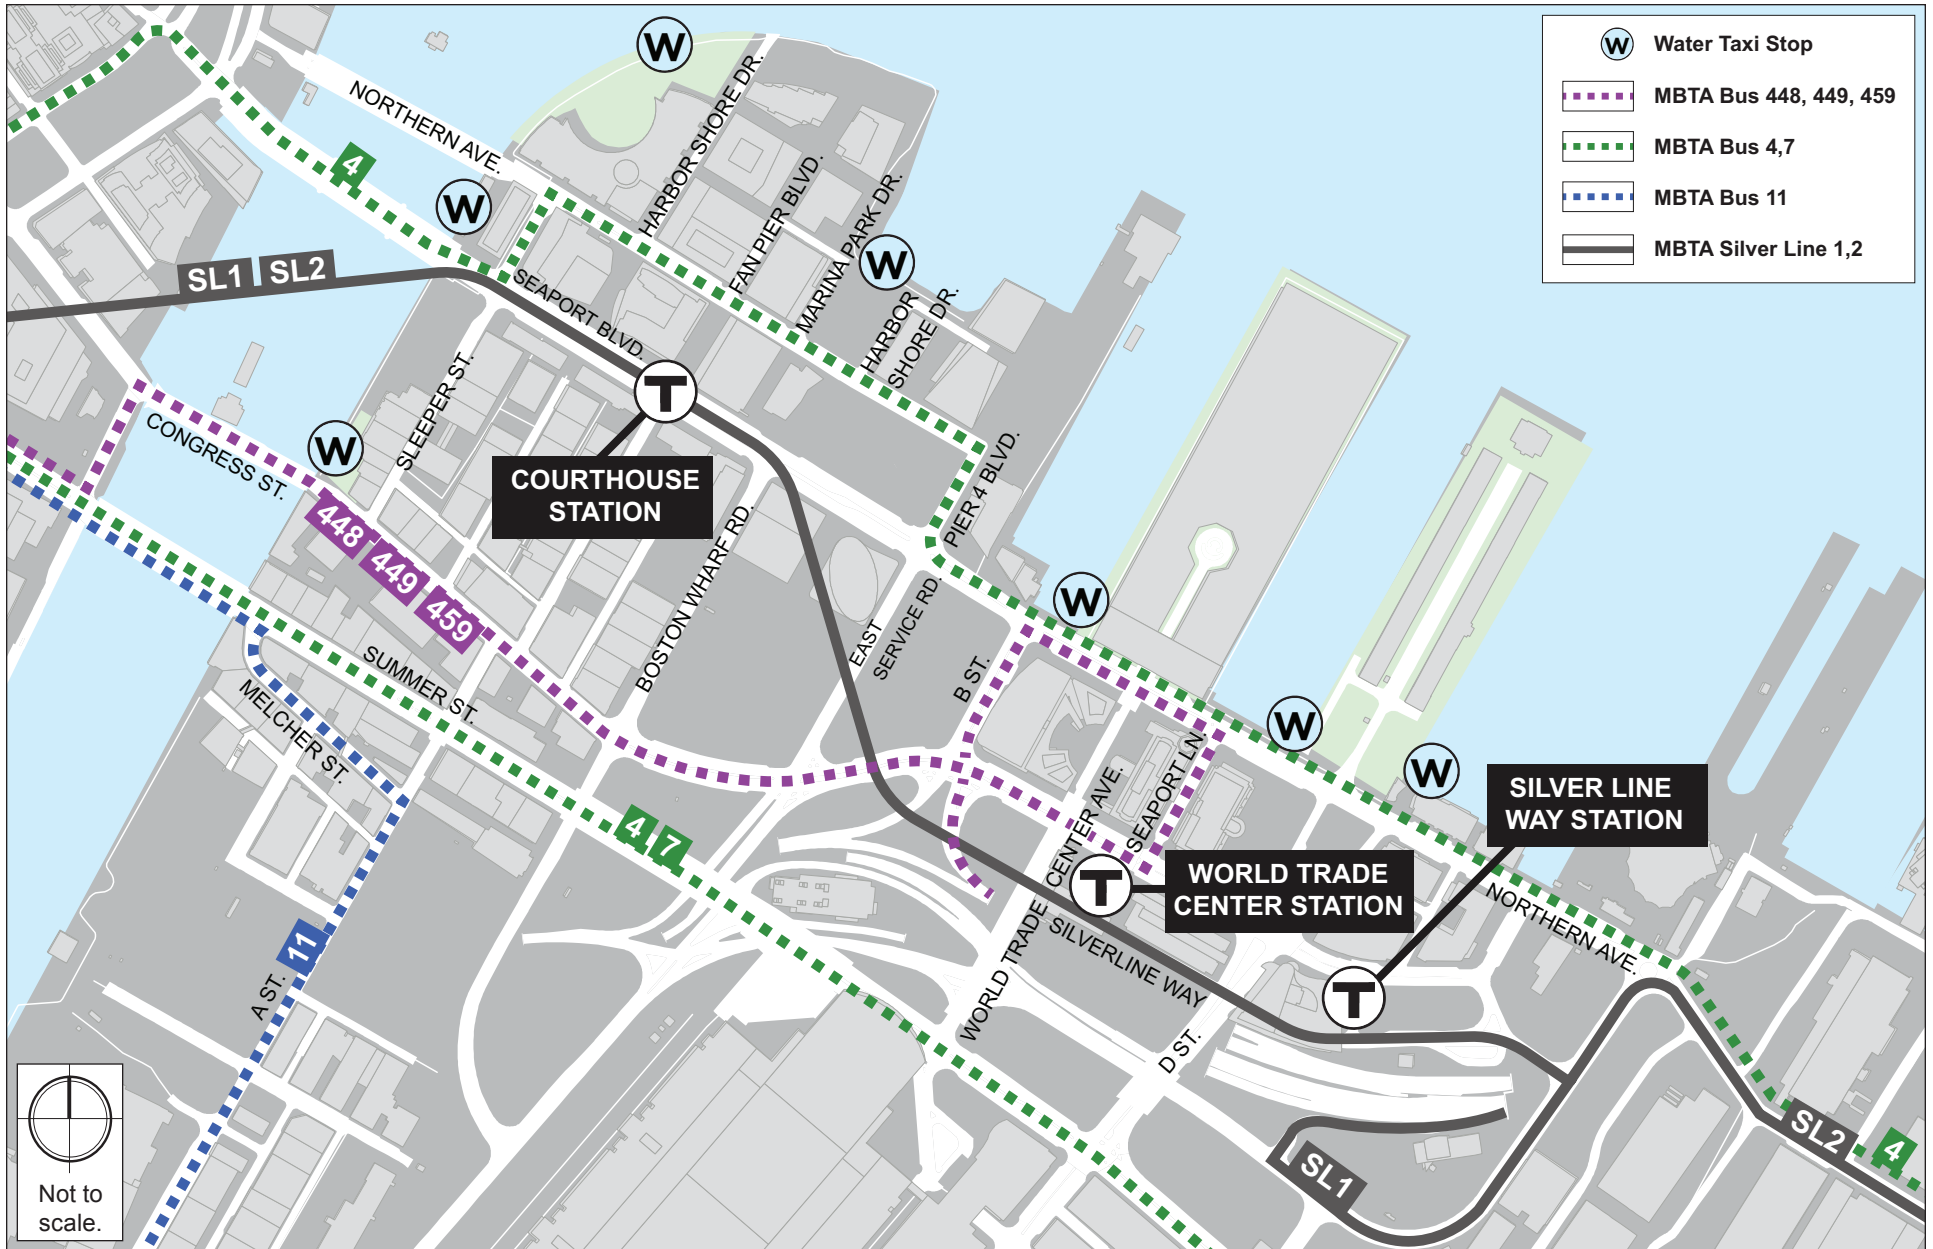 W
Water Taxi Stop
MBTA Bus 448, 449, 459
MBTA Bus 4,7
MBTA Bus 11
MBTA Silver Line 1,2
W
NORTHERN AVE.
HARBOR SHORE DR.
4
W
FAN PIER BLVD.
MARINA PARK DR.
W
SL1
SL2
SEAPORT BLVD.
HARBOR
SHORE DR.
T
SLEEPER ST.
CONGRESS ST.
W
COURTHOUSE
STATION
PIER 4 BLVD.
448
449
459
BOSTON WHARF RD.
EAST
SERVICE RD.
W
B ST.
SUMMER ST.
MELCHER ST.
W
SEAPORT LN.
W
SILVER LINE
WAY STATION
4
7
WORLD TRADE CENTER AVE.
T
WORLD TRADE
CENTER STATION
NORTHERN AVE.
11
A ST.
SILVERLINE WAY
T
D ST.
SL1
SL2
4
Not to
scale.